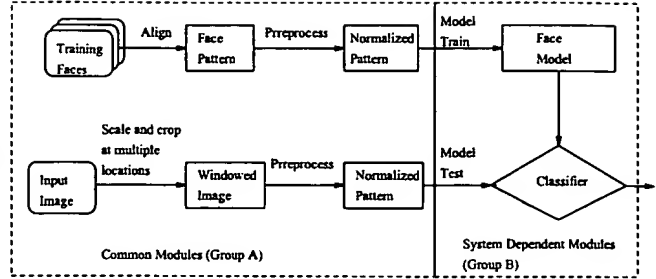 Training
Faces
Align
Face
Pattern
Prreprocess
Normalized
Pattern
Model
Train
Face
Model
Scale and crop
at multiple
locations
Input
Image
Windowed
Image
Prreprocess
Normalized
Pattern
Model
Test
Classifier
Common Modules (Group A)
System Dependent Modules
(Group B)